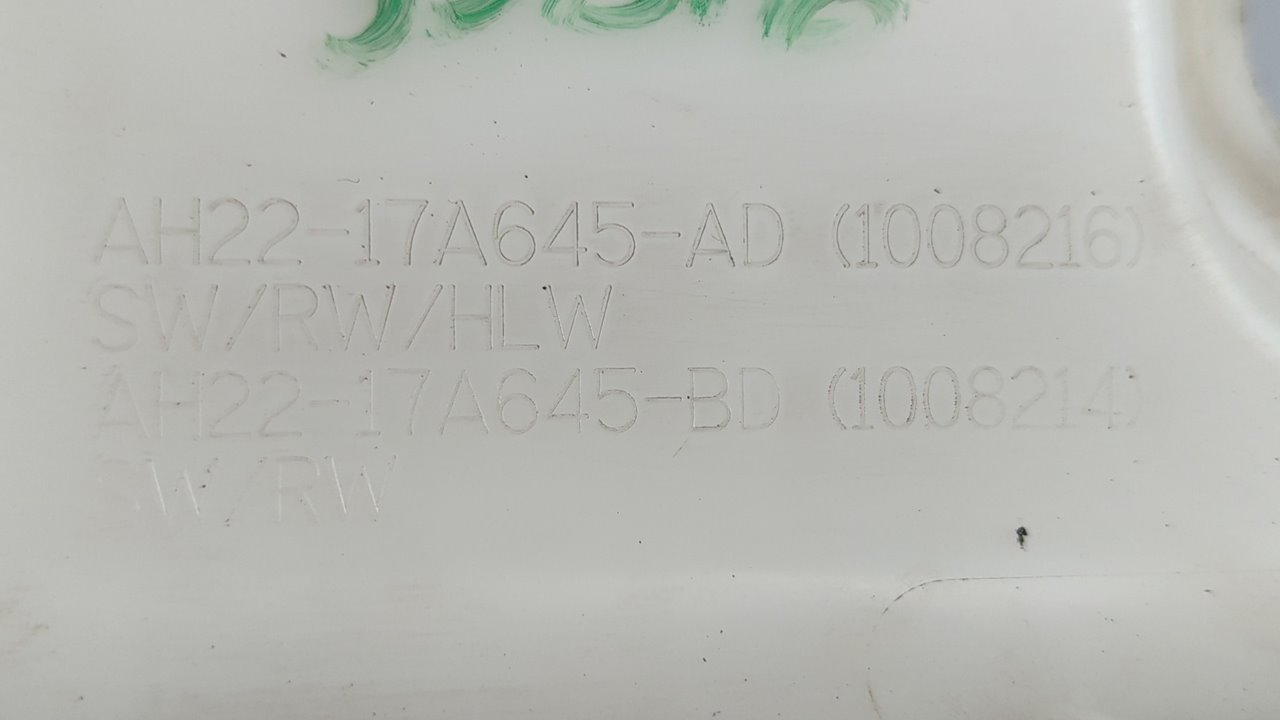 AH22-17A645-AD (1008216)
SW/RW/HLW
AH22-17A645-BD (1008214)
SW/RW